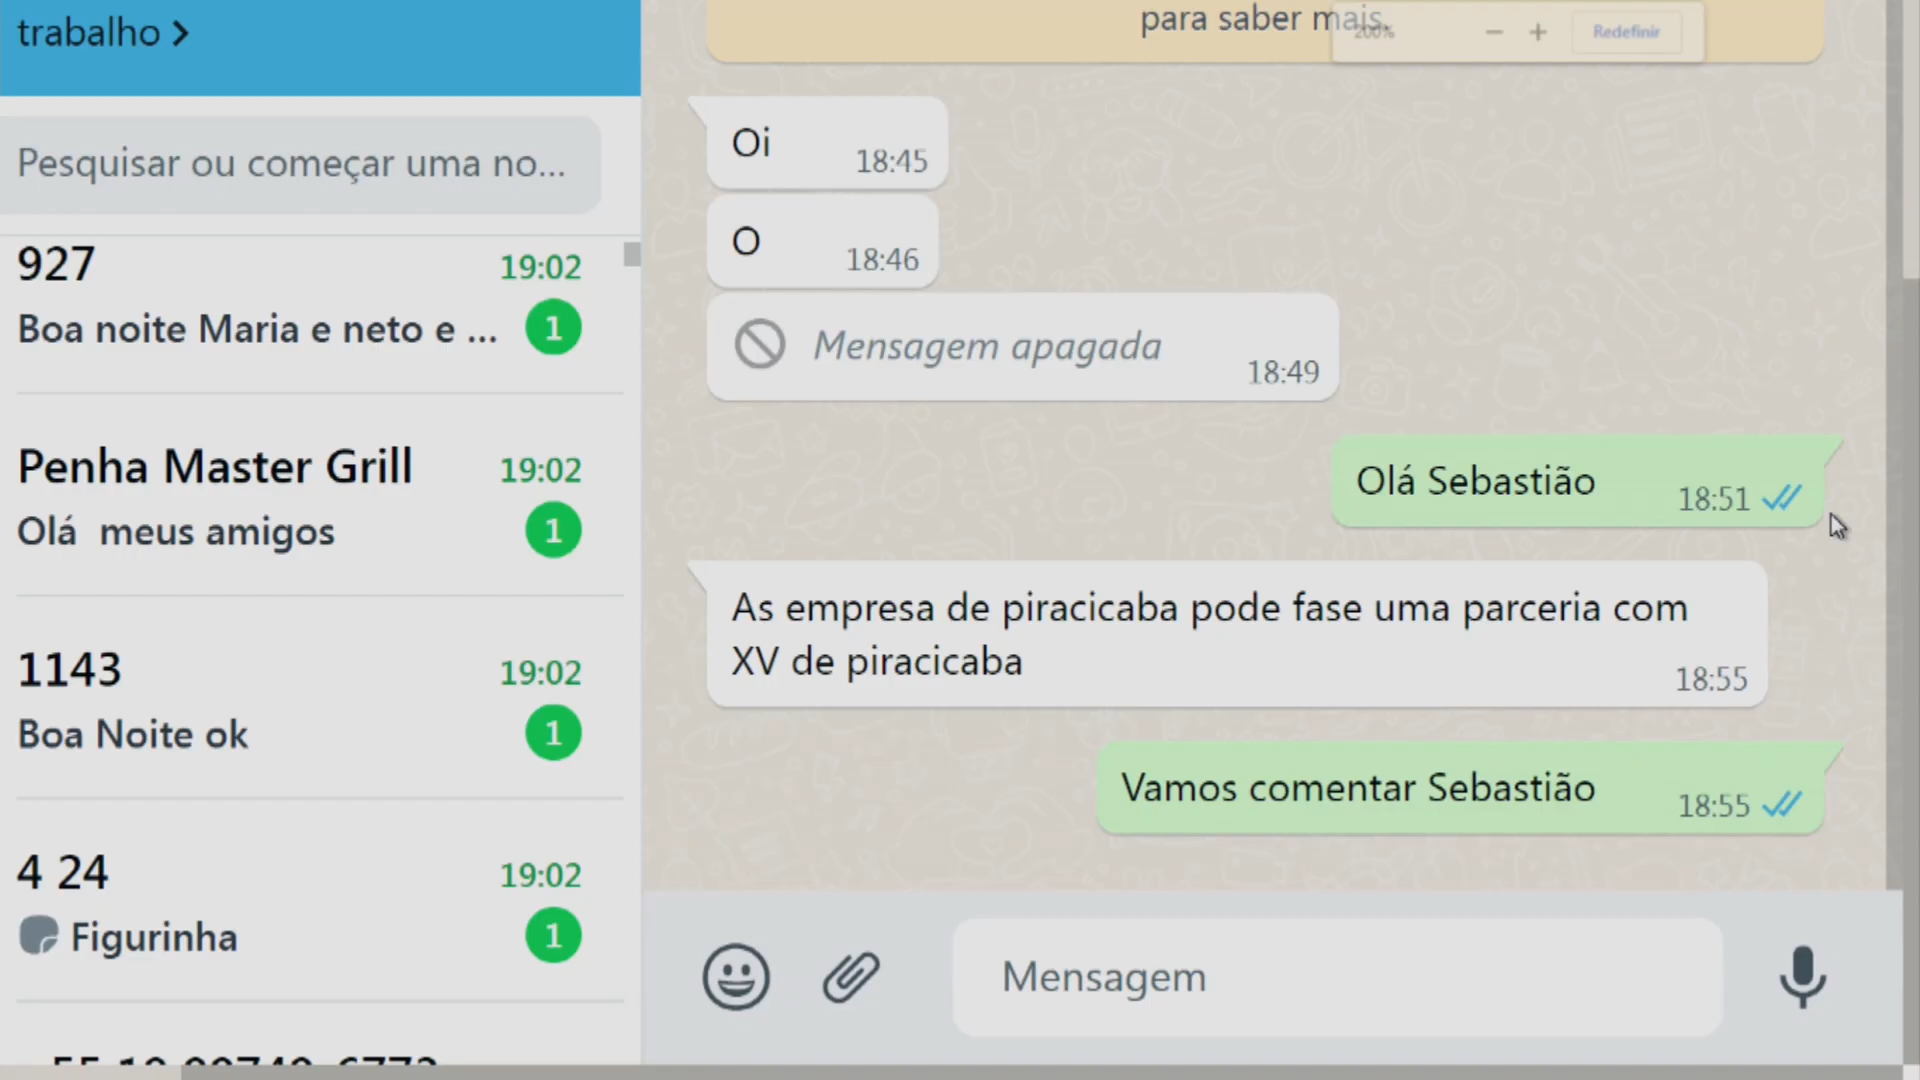 trabalho
Pesquisar ou começar uma no...
927
19:02
Boa noite Maria e neto e ...
1
Penha Master Grill
19:02
Olá meus amigos
1
1143
19:02
Boa Noite ok
1
4 24
19:02
Figurinha
1
para saber mais.
200%
Redefinir
Oi
18:45
O
18:46
Mensagem apagada
18:49
Olá Sebastião
18:51
As empresa de piracicaba pode fase uma parceria com
XV de piracicaba
18:55
Vamos comentar Sebastião
18:55
Mensagem